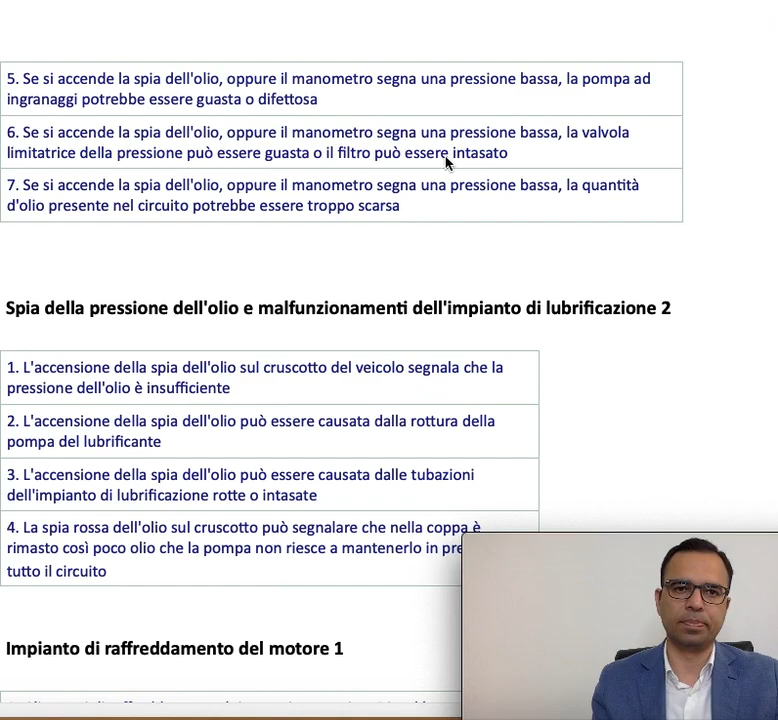 5. Se si accende la spia dell'olio, oppure il manometro segna una pressione bassa, la pompa ad
ingranaggi potrebbe essere guasta o difettosa
6. Se si accende la spia dell'olio, oppure il manometro segna una pressione bassa, la valvola
limitatrice della pressione può essere guasta o il filtro può essere intasato
7. Se si accende la spia dell'olio, oppure il manometro segna una pressione bassa, la quantità
d'olio presente nel circuito potrebbe essere troppo scarsa
Spia della pressione dell'olio e malfunzionamenti dell'impianto di lubrificazione 2
1. L'accensione della spia dell'olio sul cruscotto del veicolo segnala che la
pressione dell'olio è insufficiente
2. L'accensione della spia dell'olio può essere causata dalla rottura della
pompa del lubrificante
3. L'accensione della spia dell'olio può essere causata dalle tubazioni
dell'impianto di lubrificazione rotte o intasate
4. La spia rossa dell'olio sul cruscotto può segnalare che nella coppa è
rimasto così poco olio che la pompa non riesce a mantenerlo in
tutto il circuito
Impianto di raffreddamento del motore 1